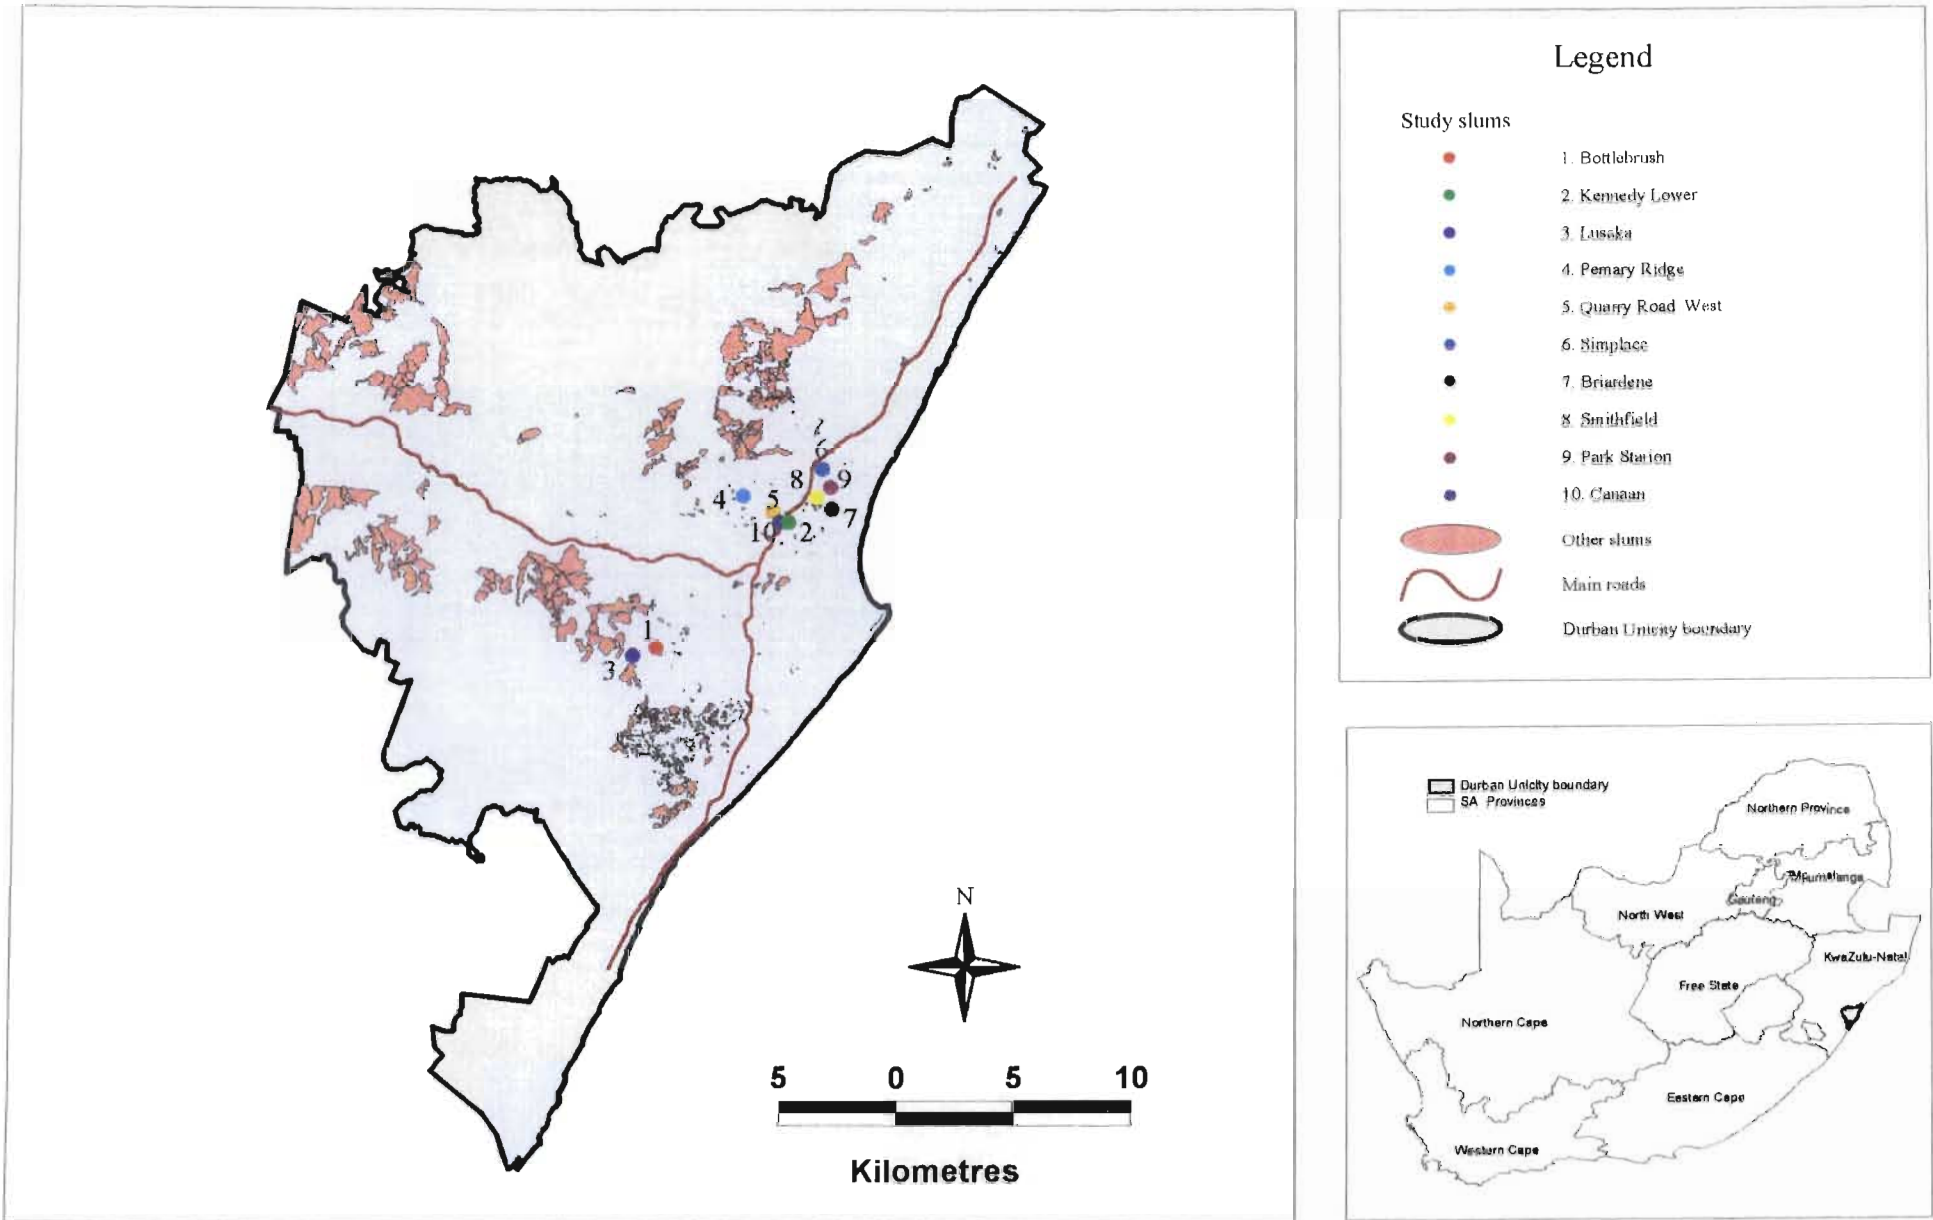 6
8
9
4
5
7
10
2
1
3
N
5 0 5 10
Kilometres
Legend
Study slums
1. Bottlebrush
2. Kennedy Lower
3. Lusaka
4. Pemary Ridge
5. Quarry Road West
6. Simplace
7. Briardene
8. Smithfield
9. Park Station
10. Canaan
Other slums
Main roads
Durban Unicity boundary
Durban Unicity boundary
SA Provinces
Northern Province
Mpumalanga
Gauteng
North West
KwaZulu-Natal
Free State
Northern Cape
Eastern Cape
Western Cape